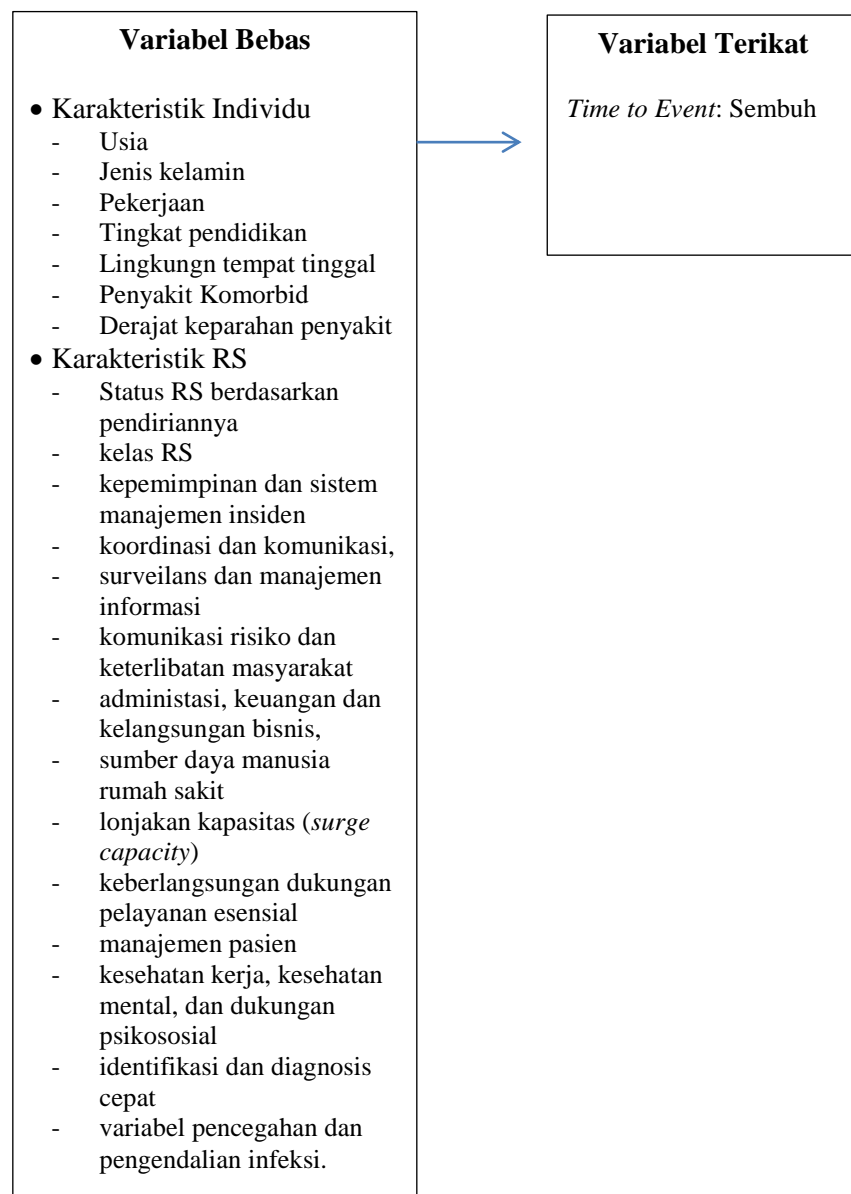 Variabel Bebas
• Karakteristik Individu
- Usia
- Jenis kelamin
- Pekerjaan
- Tingkat pendidikan
- Lingkungn tempat tinggal
- Penyakit Komorbid
- Derajat keparahan penyakit
• Karakteristik RS
- Status RS berdasarkan
pendiriannya
- kelas RS
- kepemimpinan dan sistem
manajemen insiden
- koordinasi dan komunikasi,
- surveilans dan manajemen
informasi
- komunikasi risiko dan
keterlibatan masyarakat
- administasi, keuangan dan
kelangsungan bisnis,
- sumber daya manusia
rumah sakit
- lonjakan kapasitas (surge
capacity)
- keberlangsungan dukungan
pelayanan esensial
- manajemen pasien
- kesehatan kerja, kesehatan
mental, dan dukungan
psikososial
- identifikasi dan diagnosis
cepat
- variabel pencegahan dan
pengendalian infeksi.
Variabel Terikat
Time to Event: Sembuh